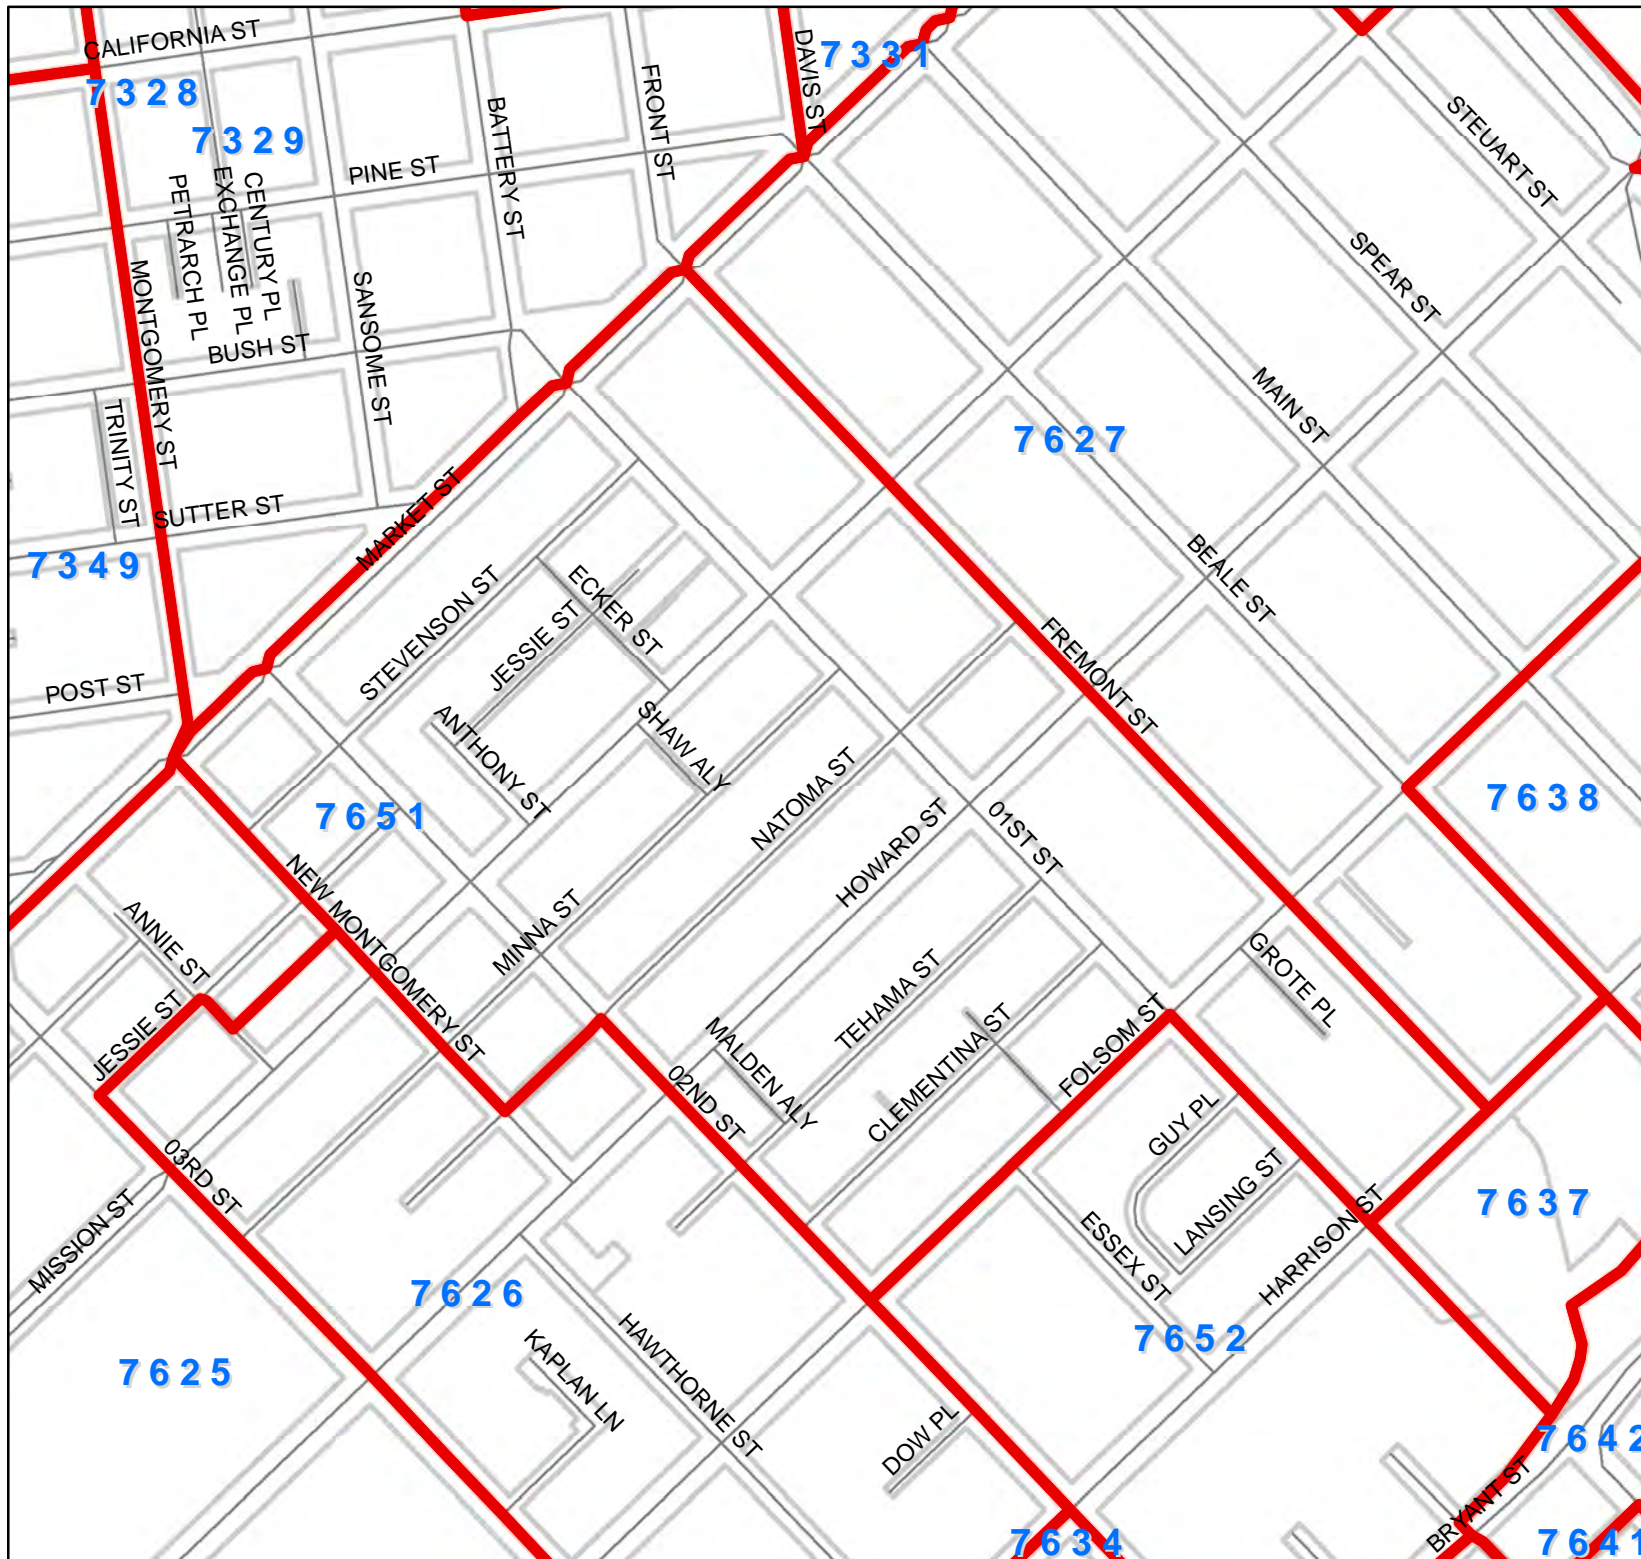 CALIFORNIA ST
7331
DAVIS ST
7328
7329
FRONT ST
BATTERY ST
STEUART ST
PINE ST
PETRARCH PL
EXCHANGE PL
CENTURY PL
SPEAR ST
MONTGOMERY ST
SANSOME ST
BUSH ST
MAIN ST
TRINITY ST
7627
SUTTER ST
MARKET ST
7349
BEALE ST
STEVENSON ST
JESSIE ST
ECKER ST
FREMONT ST
POST ST
ANTHONY ST
SHAW ALY
NATOMA ST
7638
7651
HOWARD ST
01ST ST
NEW MONTGOMERY ST
MINNA ST
ANNIE ST
TEHAMA ST
GROTE PL
JESSIE ST
MALDEN ALY
CLEMENTINA ST
FOLSOM ST
02ND ST
GUY PL
03RD ST
LANSING ST
7637
MISSION ST
ESSEX ST
HARRISON ST
7626
7652
KAPLAN LN
HAWTHORNE ST
7625
DOW PL
7642
BRYANT ST
7634
7641